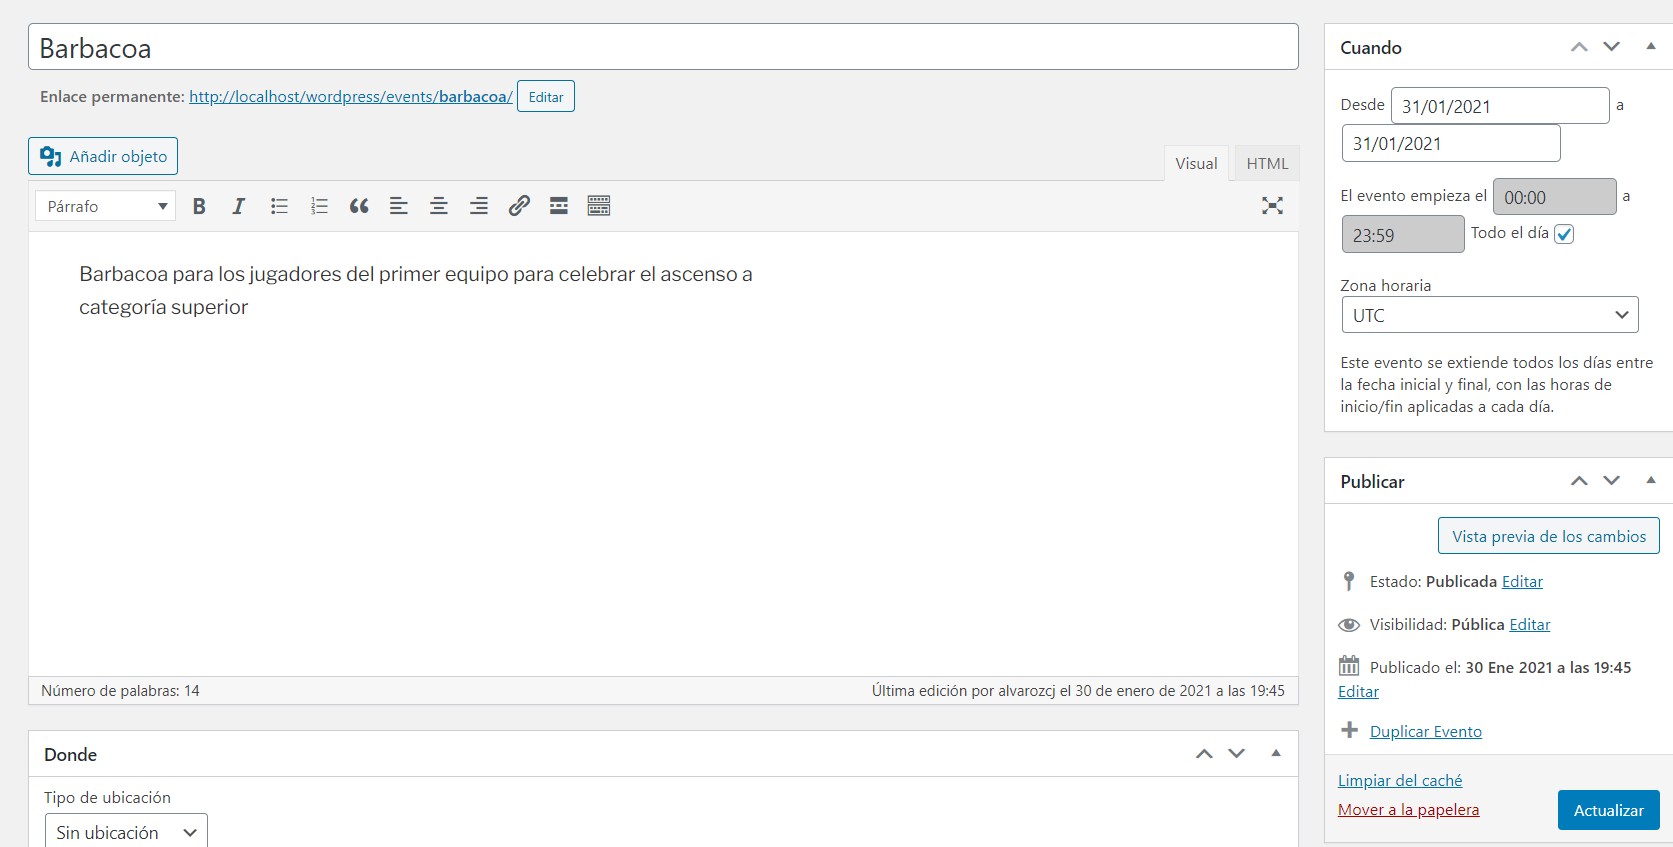 Barbacoa
Enlace permanente: http://localhost/wordpress/events/barbacoa/ Editar
Añadir objeto
Visual HTML
Párrafo
Barbacoa para los jugadores del primer equipo para celebrar el ascenso a
categoría superior
Número de palabras: 14
Última edición por alvarozcj el 30 de enero de 2021 a las 19:45
Donde
Tipo de ubicación
Sin ubicación
Cuando
Desde 31/01/2021 a
31/01/2021
El evento empieza el 00:00 a
23:59 Todo el día
Zona horaria
UTC
Este evento se extiende todos los días entre
la fecha inicial y final, con las horas de
inicio/fin aplicadas a cada día.
Publicar
Vista previa de los cambios
Estado: Publicada Editar
Visibilidad: Pública Editar
Publicado el: 30 Ene 2021 a las 19:45
Editar
Duplicar Evento
Limpiar del caché
Mover a la papelera
Actualizar